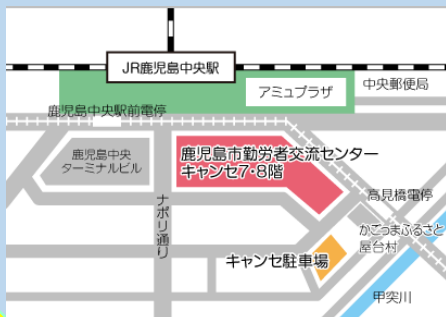 JR鹿児島中央駅
アミュプラザ
中央郵便局
鹿児島中央駅前電停
鹿児島中央
ターミナルビル
鹿児島市勤労者交流センター
キャンセ7・8階
ナポリ通り
高見橋電停
かごっまふるさと
屋台村
キャンセ駐車場
甲突川